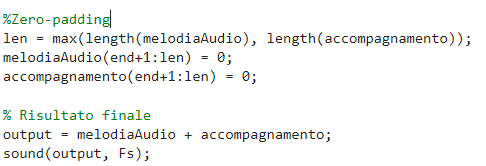 %Zero-padding
len = max(length(melodiaAudio), length(accompagnamento));
melodiaAudio(end+1:len) = 0;
accompagnamento(end+1:len) = 0;
% Risultato finale
output = melodiaAudio + accompagnamento;
sound(output, Fs);